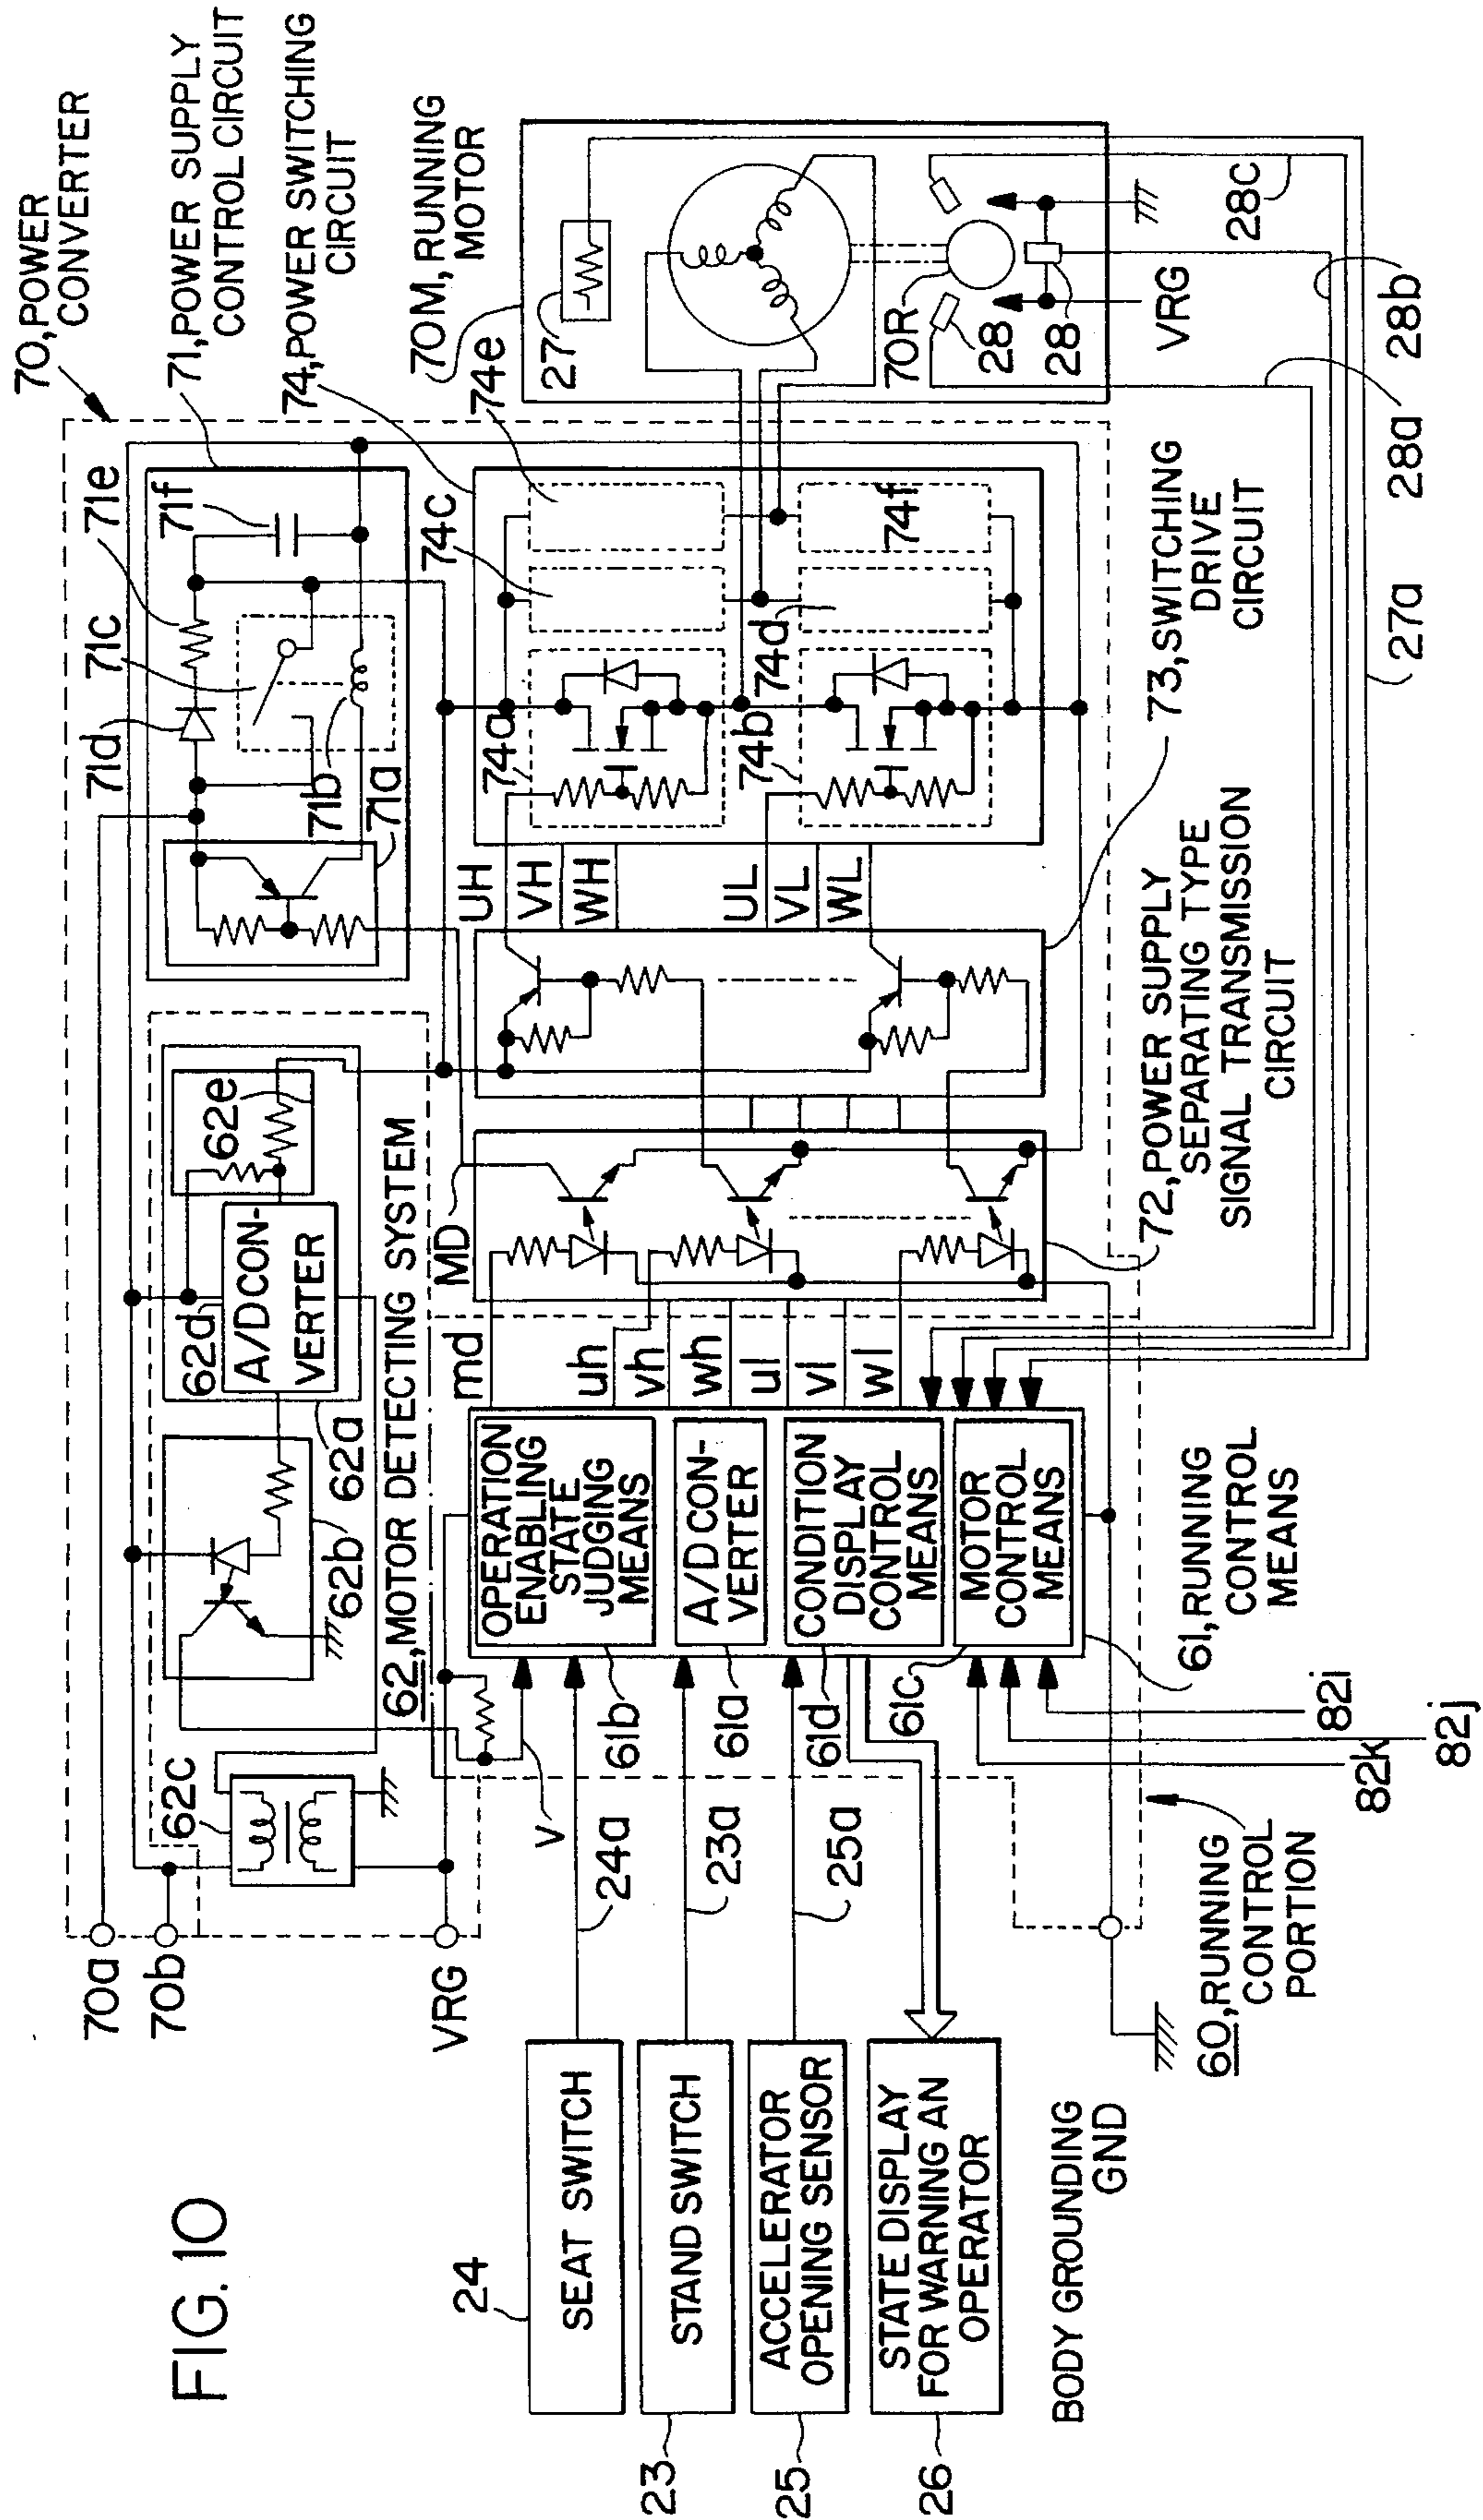 FIG. 10
70, POWER
CONVERTER
71, POWER SUPPLY
CONTROL CIRCUIT
74, POWER SWITCHING
CIRCUIT
70M, RUNNING
MOTOR
70a
70b
VRG
62c
62b
62a
62d
A/D CON-
VERTER
62e
62, MOTOR DETECTING SYSTEM
71d
71c
71e
71f
71b
71a
74c
74e
74a
74b
74d
74f
27
70R
28
28
VRG
28c
28b
28a
27a
UH
VH
WH
UL
VL
WL
MD
md
uh
vh
wh
ul
vl
wl
73, SWITCHING
DRIVE
CIRCUIT
72, POWER SUPPLY
SEPARATING TYPE
SIGNAL TRANSMISSION
CIRCUIT
OPERATION
ENABLING
STATE
JUDGING
MEANS
A/D CON-
VERTER
CONDITION
DISPLAY
CONTROL
MEANS
MOTOR
CONTROL
MEANS
61b
61a
61d
61c
61, RUNNING
CONTROL
MEANS
82i
82j
82k
v
24a
23a
25a
60, RUNNING
CONTROL
PORTION
24
SEAT SWITCH
23
STAND SWITCH
25
ACCELERATOR
OPENING SENSOR
26
STATE DISPLAY
FOR WARNING AN
OPERATOR
BODY GROUNDING
GND